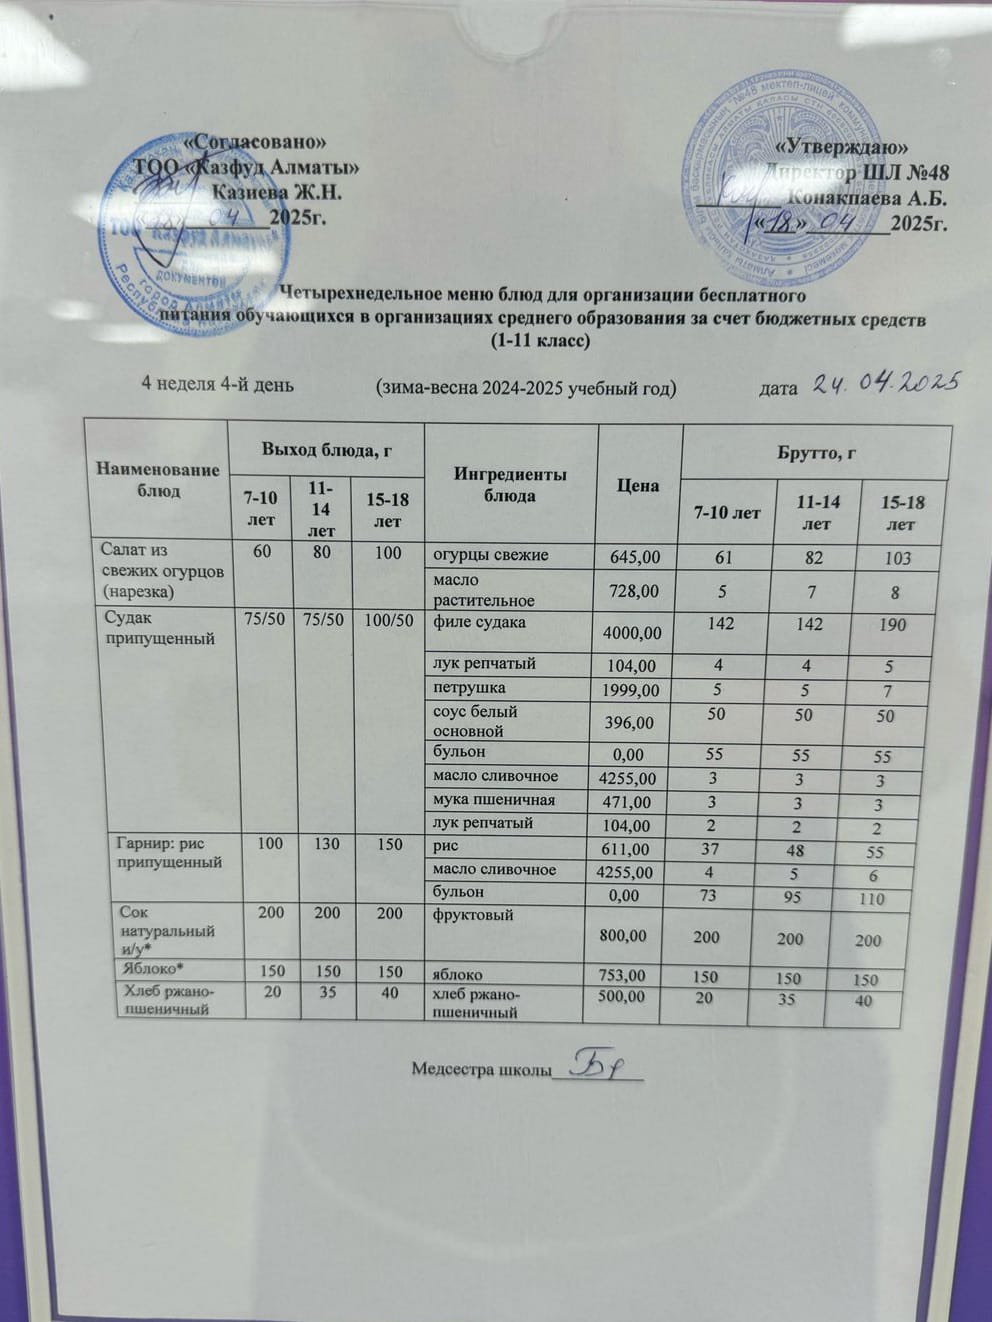 «Согласовано»
ТОО «Казфуд Алматы»
Казиева Ж.Н.
«18» 04 2025г.
«Утверждаю»
Директор ШЛ №48
Конакпаева А.Б.
«18» 04 2025г.
Четырехнедельное меню блюд для организации бесплатного
питания обучающихся в организациях среднего образования за счет бюджетных средств
(1-11 класс)
4 неделя 4-й день (зима-весна 2024-2025 учебный год) дата 24.04.2025
Наименование блюд Выход блюда, г Ингредиенты блюда Цена Брутто, г
7-10 лет 11-14 лет 15-18 лет 7-10 лет 11-14 лет 15-18 лет
Салат из свежих огурцов (нарезка) 60 80 100 огурцы свежие 645,00 61 82 103
масло растительное 728,00 5 7 8
Судак припущенный 75/50 75/50 100/50 филе судака 4000,00 142 142 190
лук репчатый 104,00 4 4 5
петрушка 1999,00 5 5 7
соус белый основной 396,00 50 50 50
бульон 0,00 55 55 55
масло сливочное 4255,00 3 3 3
мука пшеничная 471,00 3 3 3
лук репчатый 104,00 2 2 2
Гарнир: рис припущенный 100 130 150 рис 611,00 37 48 55
масло сливочное 4255,00 4 5 6
бульон 0,00 73 95 110
Сок натуральный и/у* 200 200 200 фруктовый 800,00 200 200 200
Яблоко* 150 150 150 яблоко 753,00 150 150 150
Хлеб ржано-пшеничный 20 35 40 хлеб ржано-пшеничный 500,00 20 35 40
Медсестра школы